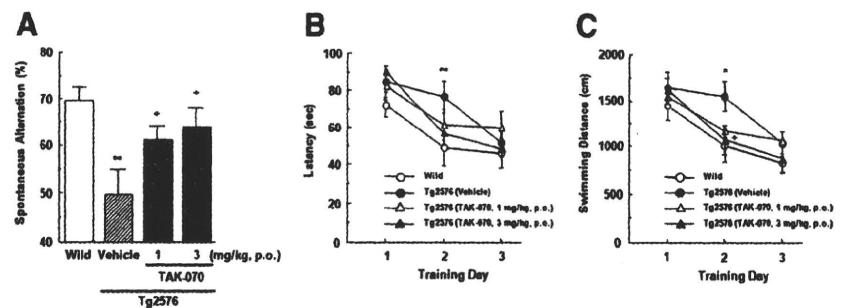 A
Spontaneous Alternation (%)
80
70
60
50
40
**
+
+
Wild
Vehicle
1
3
(mg/kg, p.o.)
TAK-070
Tg2576
B
Latency (sec)
100
80
60
40
20
0
**
Wild
Tg2576 (Vehicle)
Tg2576 (TAK-070, 1 mg/kg, p.o.)
Tg2576 (TAK-070, 3 mg/kg, p.o.)
1
2
3
Training Day
C
Swimming Distance (cm)
2000
1500
1000
500
0
*
+
Wild
Tg2576 (Vehicle)
Tg2576 (TAK-070, 1 mg/kg, p.o.)
Tg2576 (TAK-070, 3 mg/kg, p.o.)
1
2
3
Training Day